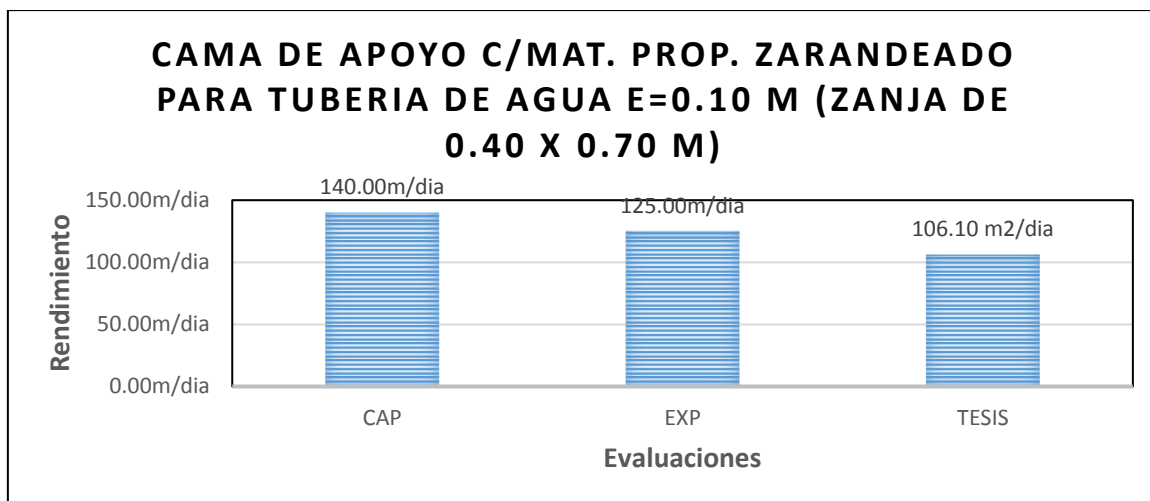 CAMA DE APOYO C/MAT. PROP. ZARANDEADO
PARA TUBERIA DE AGUA E=0.10 M (ZANJA DE
0.40 X 0.70 M)
140.00m/dia
125.00m/dia
106.10 m2/dia
150.00m/dia
100.00m/dia
50.00m/dia
0.00m/dia
Rendimiento
CAP
EXP
TESIS
Evaluaciones